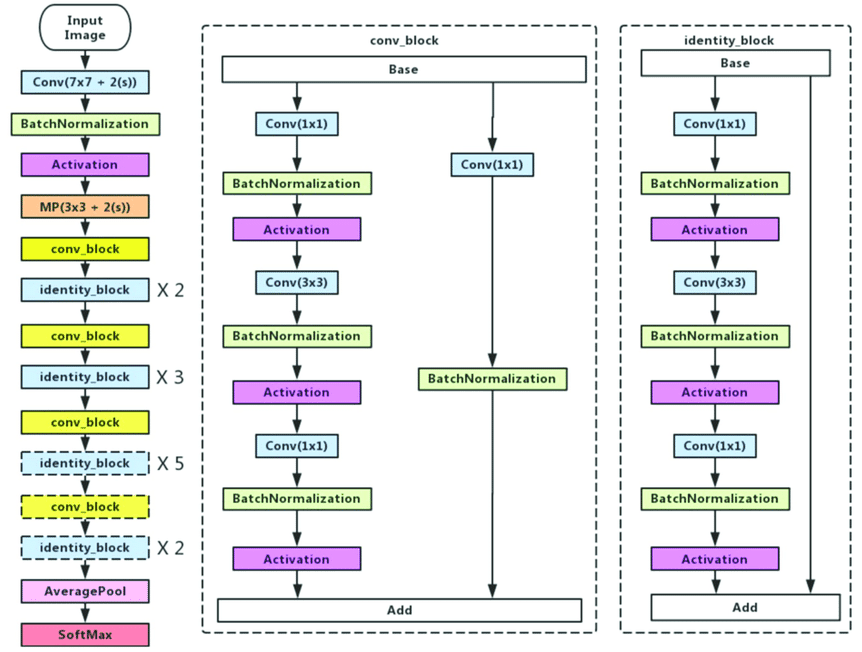 Input
Image
Conv(7x7 + 2(s))
BatchNormalization
Activation
MP(3x3 + 2(s))
conv_block
identity_block X 2
conv_block
identity_block X 3
conv_block
identity_block X 5
conv_block
identity_block X 2
AveragePool
SoftMax
conv_block
Base
Conv(1x1)
BatchNormalization
Activation
Conv(3x3)
BatchNormalization
Activation
Conv(1x1)
BatchNormalization
Activation
Conv(1x1)
BatchNormalization
Add
identity_block
Base
Conv(1x1)
BatchNormalization
Activation
Conv(3x3)
BatchNormalization
Activation
Conv(1x1)
BatchNormalization
Activation
Add